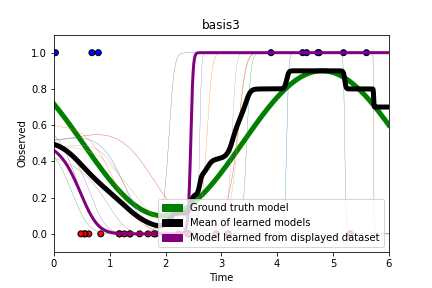 basis3
1.0
0.8
0.6
0.4
0.2
0.0
Observed
Ground truth model
Mean of learned models
Model learned from displayed dataset
0 1 2 3 4 5 6
Time